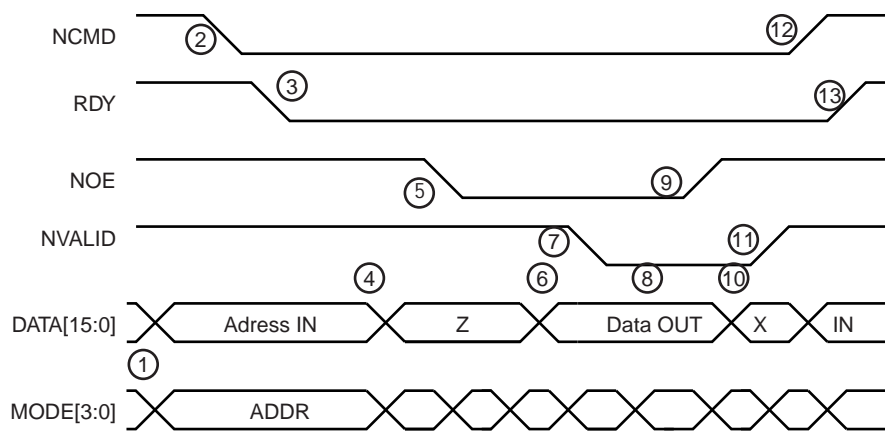 NCMD 2 12
RDY 3 13
NOE 5 9
NVALID 7 11
4 6 8 10
DATA[15:0] Adress IN Z Data OUT X IN
1
MODE[3:0] ADDR